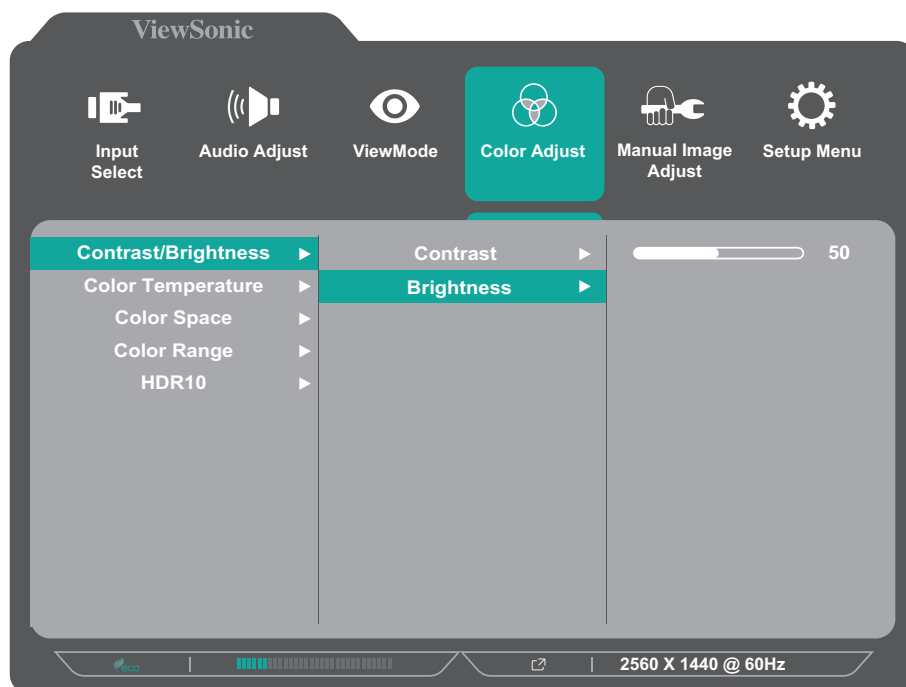 ViewSonic
Input
Select
Audio Adjust
ViewMode
Color Adjust
Manual Image
Adjust
Setup Menu
Contrast/Brightness
Color Temperature
Color Space
Color Range
HDR10
Contrast
Brightness
50
eco
2560 X 1440 @ 60Hz